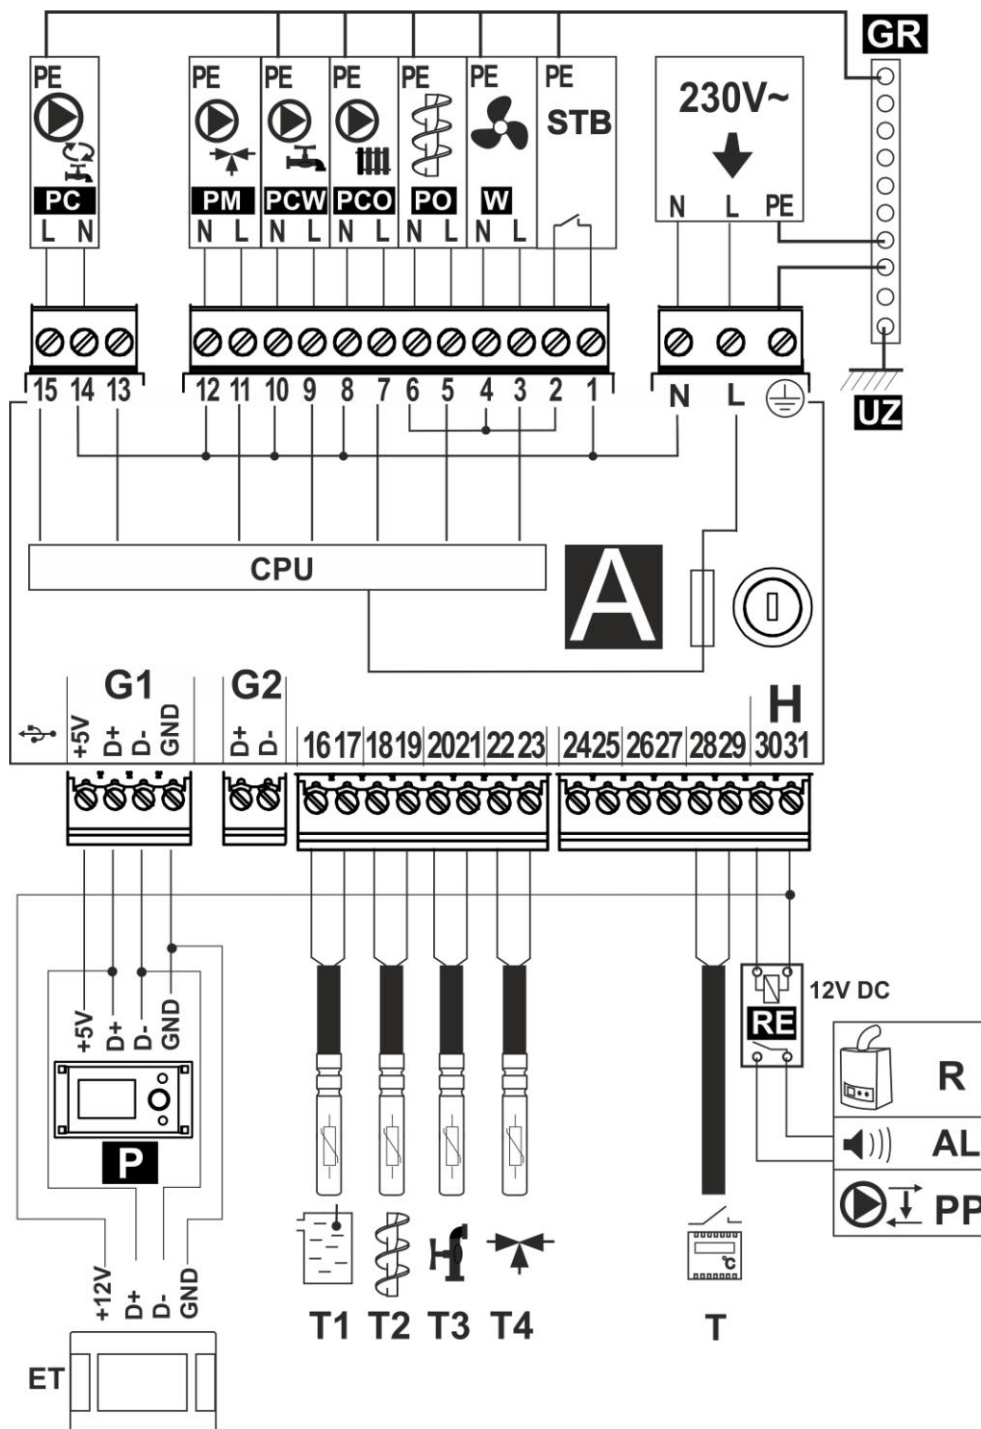 GR
PE PE PE PE PE PE PE
STB
230V~
PC PM PCW PCO PO W
N L PE
L N N L N L N L N L N L
15 14 13 12 11 10 9 8 7 6 5 4 3 2 1 N L
UZ
CPU
A
G1 G2 H
+5V D+ D- GND D+ D- 16 17 18 19 20 21 22 23 24 25 26 27 28 29 30 31
12V DC
RE
+5V D+ D- GND
R
P
AL
PP
°C
+12V D+ D- GND
T1 T2 T3 T4 T
ET